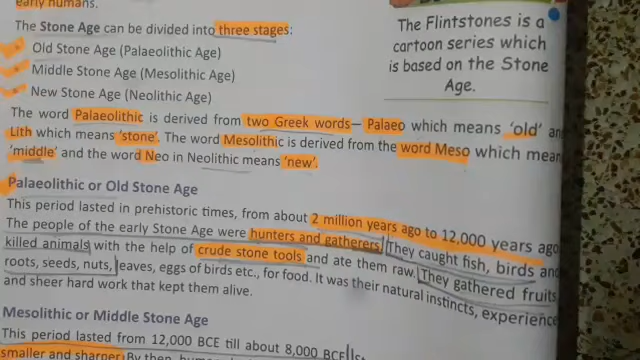 early humans.
The Stone Age can be divided into three stages:
Old Stone Age (Palaeolithic Age)
Middle Stone Age (Mesolithic Age)
New Stone Age (Neolithic Age)
The word Palaeolithic is derived from two Greek words— Palaeo which means 'old' an
Lith which means 'stone'. The word Mesolithic is derived from the word Meso which mean
'middle' and the word Neo in Neolithic means 'new'.
Palaeolithic or Old Stone Age
This period lasted in prehistoric times, from about 2 million years ago to 12,000 years ago
The people of the early Stone Age were hunters and gatherers. They caught fish, birds and
killed animals with the help of crude stone tools and ate them raw. They gathered fruits
roots, seeds, nuts, leaves, eggs of birds etc., for food. It was their natural instincts, experience
and sheer hard work that kept them alive.
Mesolithic or Middle Stone Age
This period lasted from 12,000 BCE till about 8,000 BCE
smaller and sharper. By then
The Flintstones is a
cartoon series which
is based on the Stone
Age.